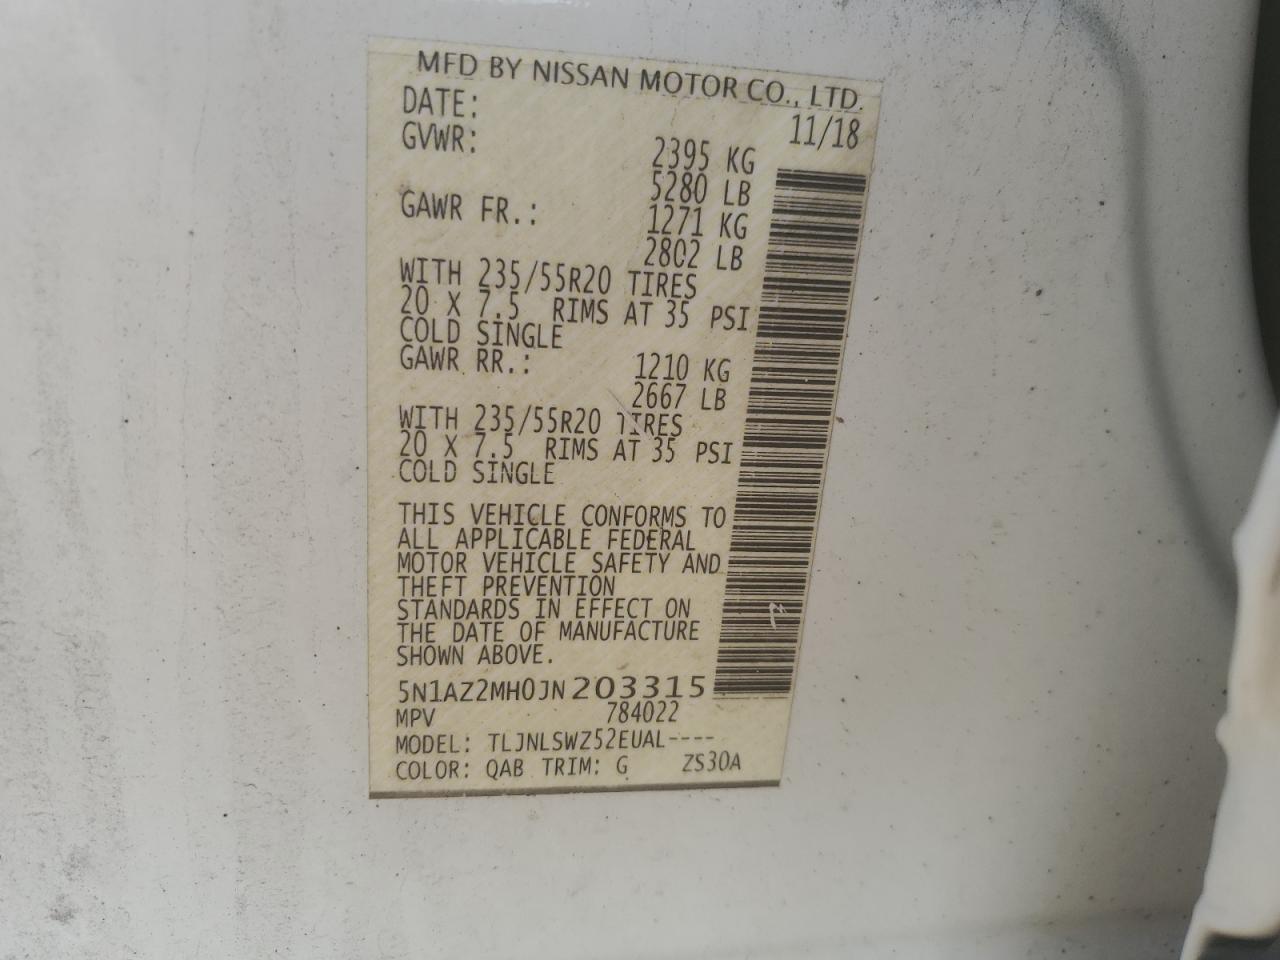 MFD BY NISSAN MOTOR CO., LTD.
DATE: 11/18
GVWR: 2395 KG
5280 LB
GAWR FR.: 1271 KG
2802 LB
WITH 235/55R20 TIRES
20 X 7.5 RIMS AT 35 PSI
COLD SINGLE
GAWR RR.: 1210 KG
2667 LB
WITH 235/55R20 TIRES
20 X 7.5 RIMS AT 35 PSI
COLD SINGLE
THIS VEHICLE CONFORMS TO
ALL APPLICABLE FEDERAL
MOTOR VEHICLE SAFETY AND
THEFT PREVENTION
STANDARDS IN EFFECT ON
THE DATE OF MANUFACTURE
SHOWN ABOVE.
5N1AZ2MH0JN203315
MPV 784022
MODEL: TLJNLSWZ52EUAL----
COLOR: QAB TRIM: G ZS30A